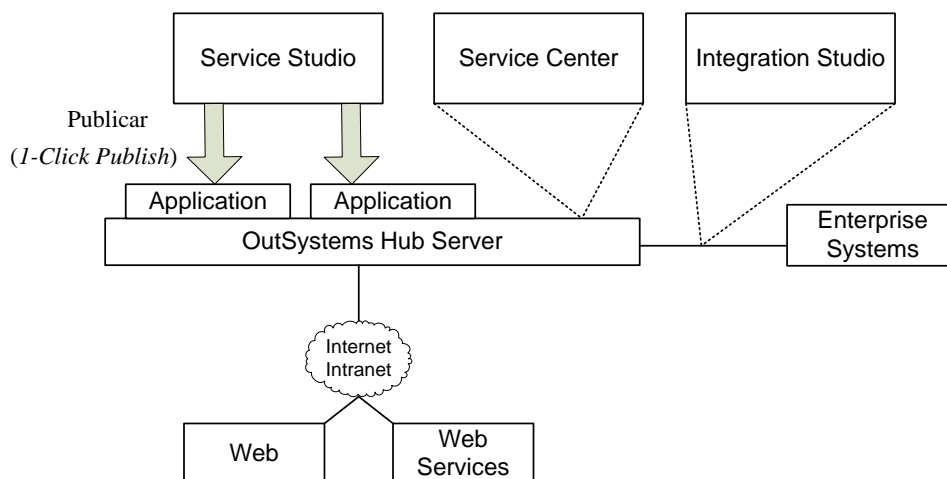 Service Studio
Service Center
Integration Studio
Publicar
(1-Click Publish)
Application
Application
OutSystems Hub Server
Enterprise
Systems
Internet
Intranet
Web
Web
Services